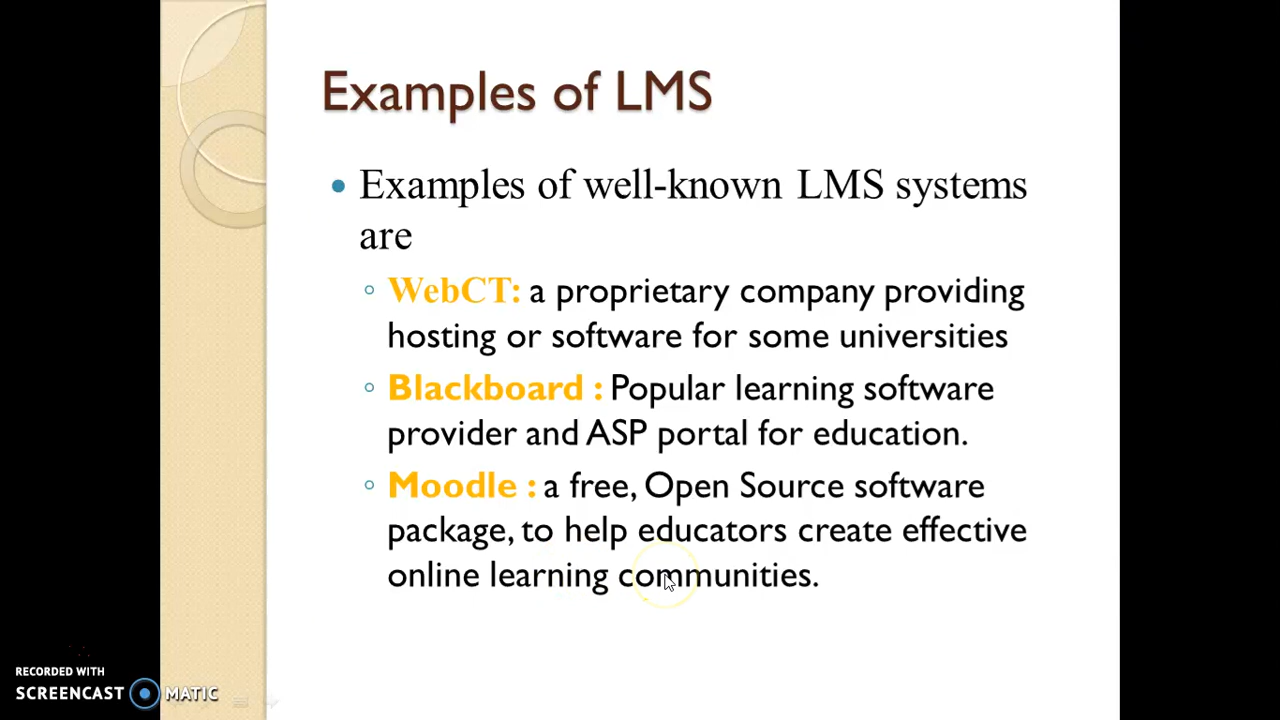 Examples of LMS
Examples of well-known LMS systems
are
WebCT: a proprietary company providing
hosting or software for some universities
Blackboard : Popular learning software
provider and ASP portal for education.
Moodle : a free, Open Source software
package, to help educators create effective
online learning communities.
RECORDED WITH
SCREENCAST MATIC